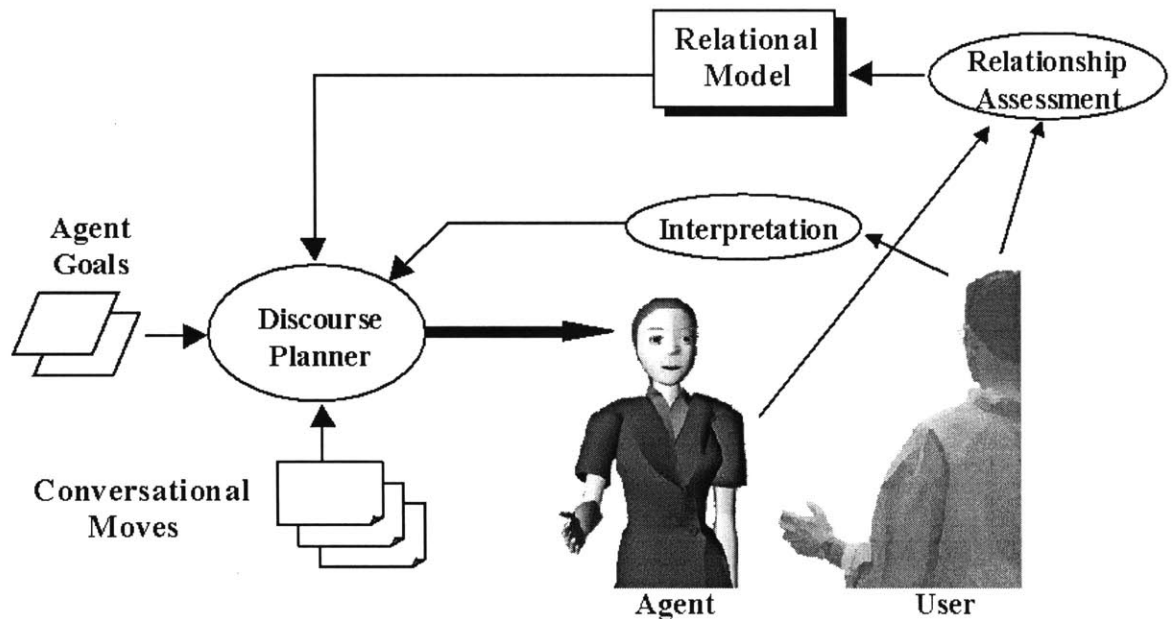 Relational
Model
Relationship
Assessment
Interpretation
Agent
Goals
Discourse
Planner
Conversational
Moves
Agent
User